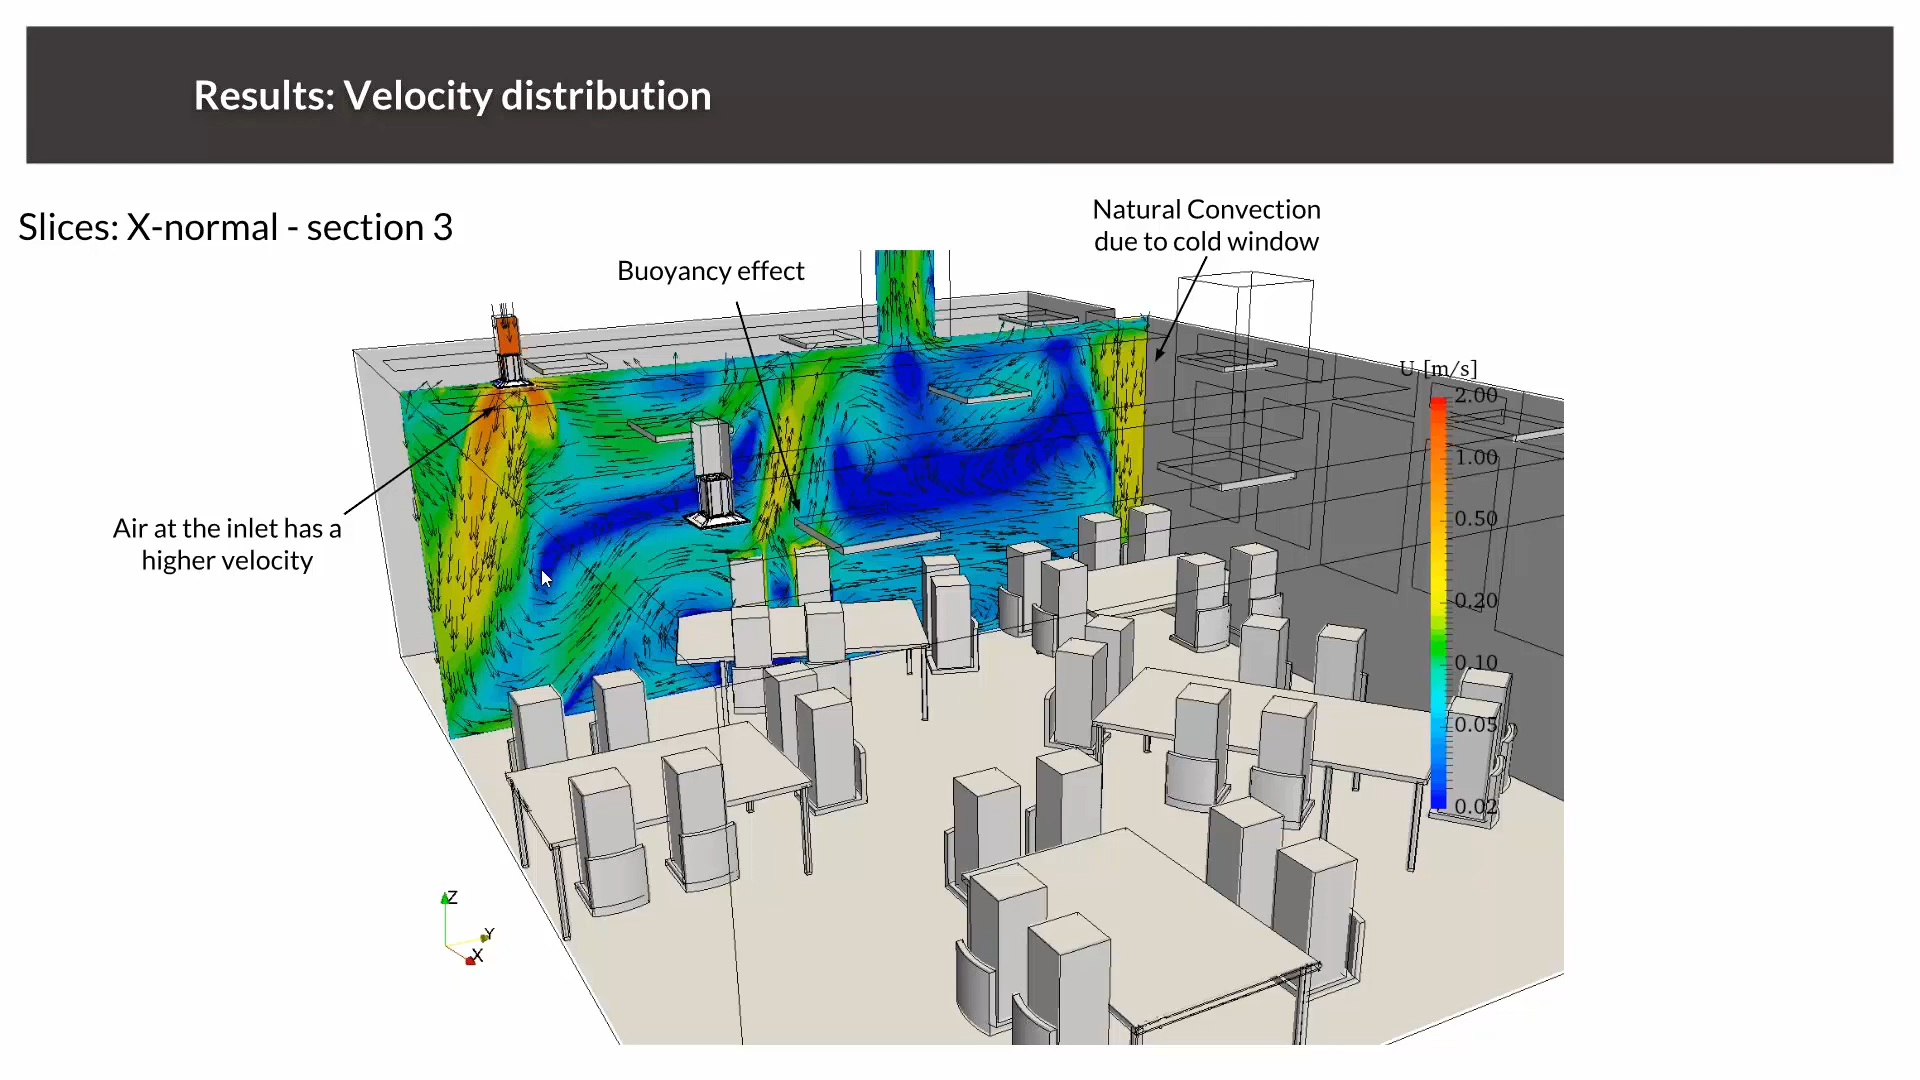 Results: Velocity distribution
Slices: X-normal - section 3
Natural Convection
due to cold window
Buoyancy effect
Air at the inlet has a
higher velocity
U [m/s]
2.00
1.00
0.50
0.20
0.10
0.05
0.02
Z
Y
X